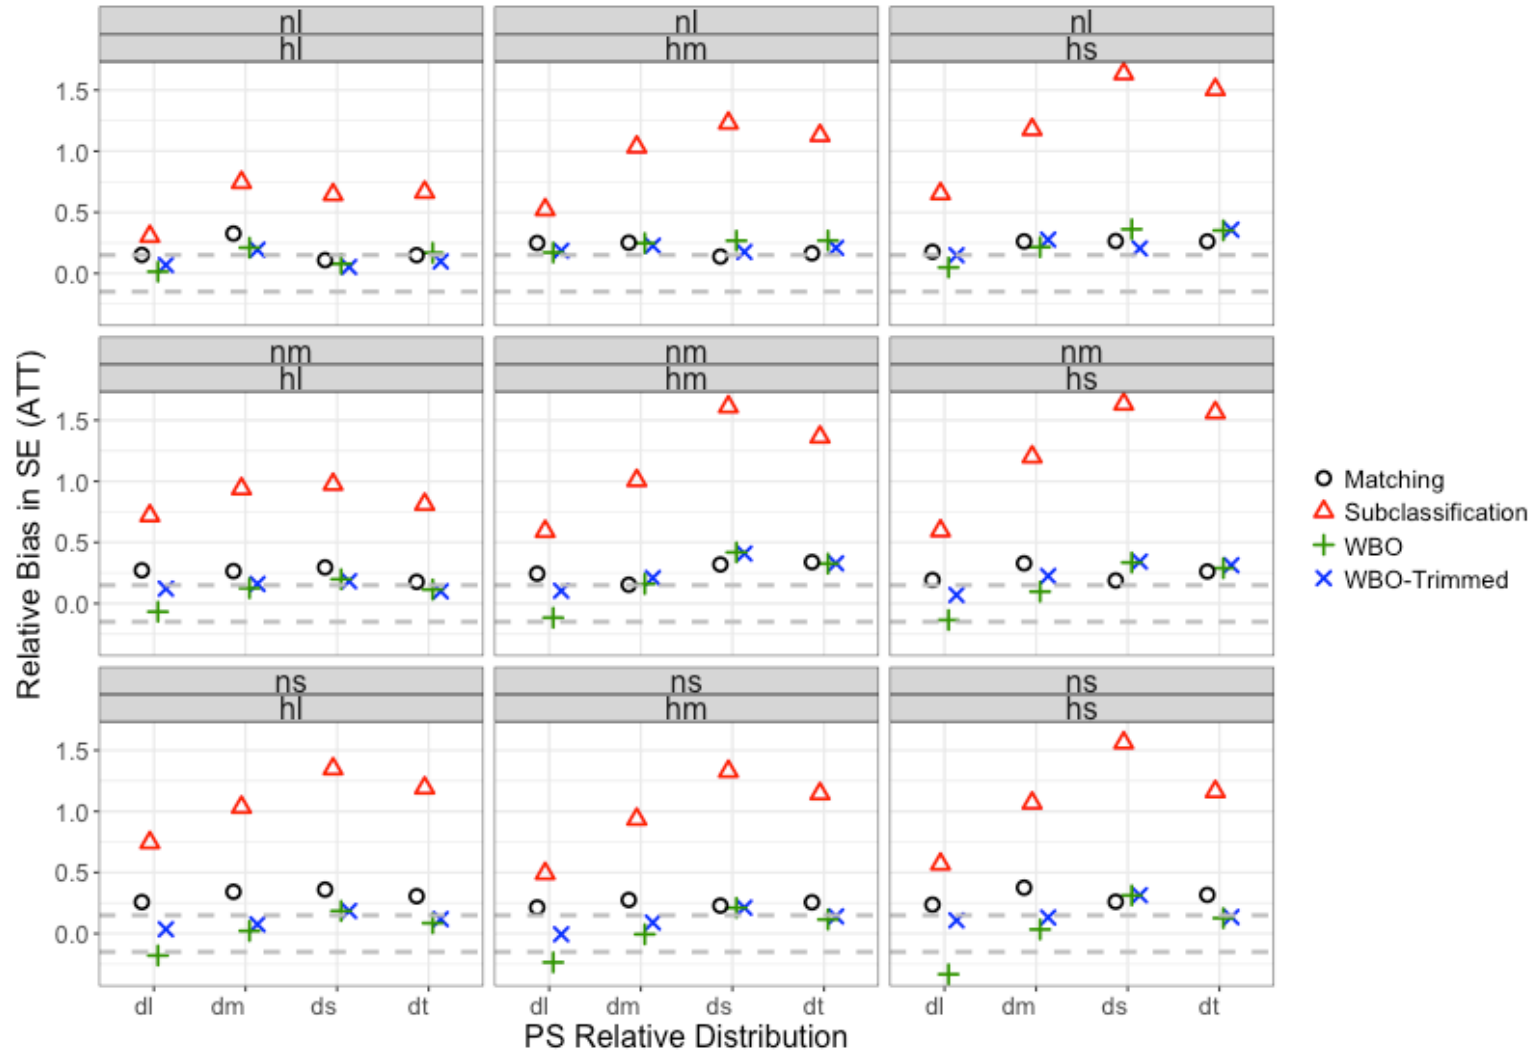 nl
hl
nl
hm
nl
hs
1.5
1.0
0.5
0.0
nm
hl
nm
hm
nm
hs
1.5
1.0
0.5
0.0
ns
hl
ns
hm
ns
hs
1.5
1.0
0.5
0.0
dl dm ds dt
dl dm ds dt
dl dm ds dt
PS Relative Distribution
Relative Bias in SE (ATT)
Matching
Subclassification
WBO
WBO-Trimmed